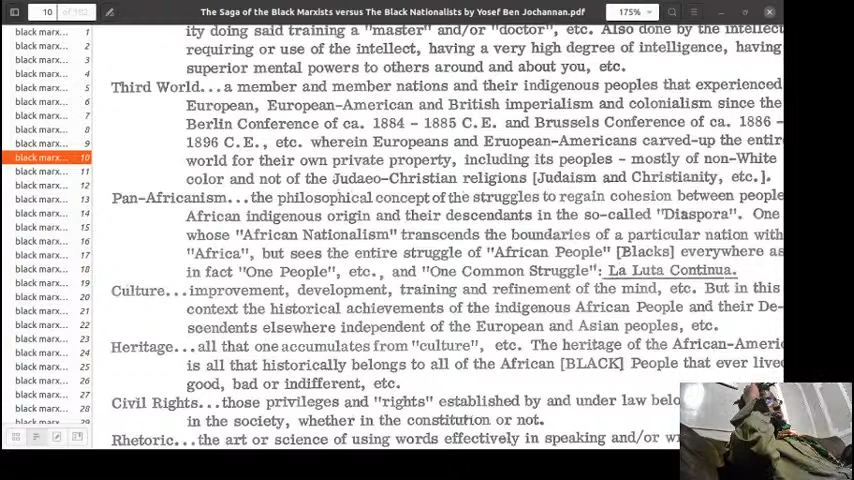 10 of 162
The Saga of the Black Marxists versus The Black Nationalists by Yosef Ben Jochannan.pdf
175%
black marx... 1
black marx... 2
black marx... 3
black marx... 4
black marx... 5
black marx... 6
black marx... 7
black marx... 8
black marx... 9
black marx... 10
black marx... 11
black marx... 12
black marx... 13
black marx... 14
black marx... 15
black marx... 16
black marx... 17
black marx... 18
black marx... 19
black marx... 20
black marx... 21
black marx... 22
black marx... 23
black marx... 24
black marx... 25
black marx... 26
black marx... 27
black marx... 28
29
ity doing said training a "master" and/or "doctor", etc. Also done by the intellect
requiring or use of the intellect, having a very high degree of intelligence, having
superior mental powers to others around and about you, etc.
Third World...a member and member nations and their indigenous peoples that experienced
European, European-American and British imperialism and colonialism since the
Berlin Conference of ca. 1884 - 1885 C.E. and Brussels Conference of ca. 1886 -
1896 C.E., etc. wherein Europeans and Eruopean-Americans carved-up the entir
world for their own private property, including its peoples - mostly of non-White
color and not of the Judaeo-Christian religions [Judaism and Christianity, etc.].
Pan-Africanism...the philosophical concept of the struggles to regain cohesion between people
African indigenous origin and their descendants in the so-called "Diaspora". One
whose "African Nationalism" transcends the boundaries of a particular nation with
"Africa", but sees the entire struggle of "African People" [Blacks] everywhere as
in fact "One People", etc., and "One Common Struggle": La Luta Continua.
Culture...improvement, development, training and refinement of the mind, etc. But in this
context the historical achievements of the indigenous African People and their De-
scendents elsewhere independent of the European and Asian peoples, etc.
Heritage...all that one accumulates from "culture", etc. The heritage of the African-Americ
is all that historically belongs to all of the African [BLACK] People that ever live
good, bad or indifferent, etc.
Civil Rights...those privileges and "rights" established by and under law belo
in the society, whether in the constitution or not.
Rhetoric...the art or science of using words effectively in speaking and/or w